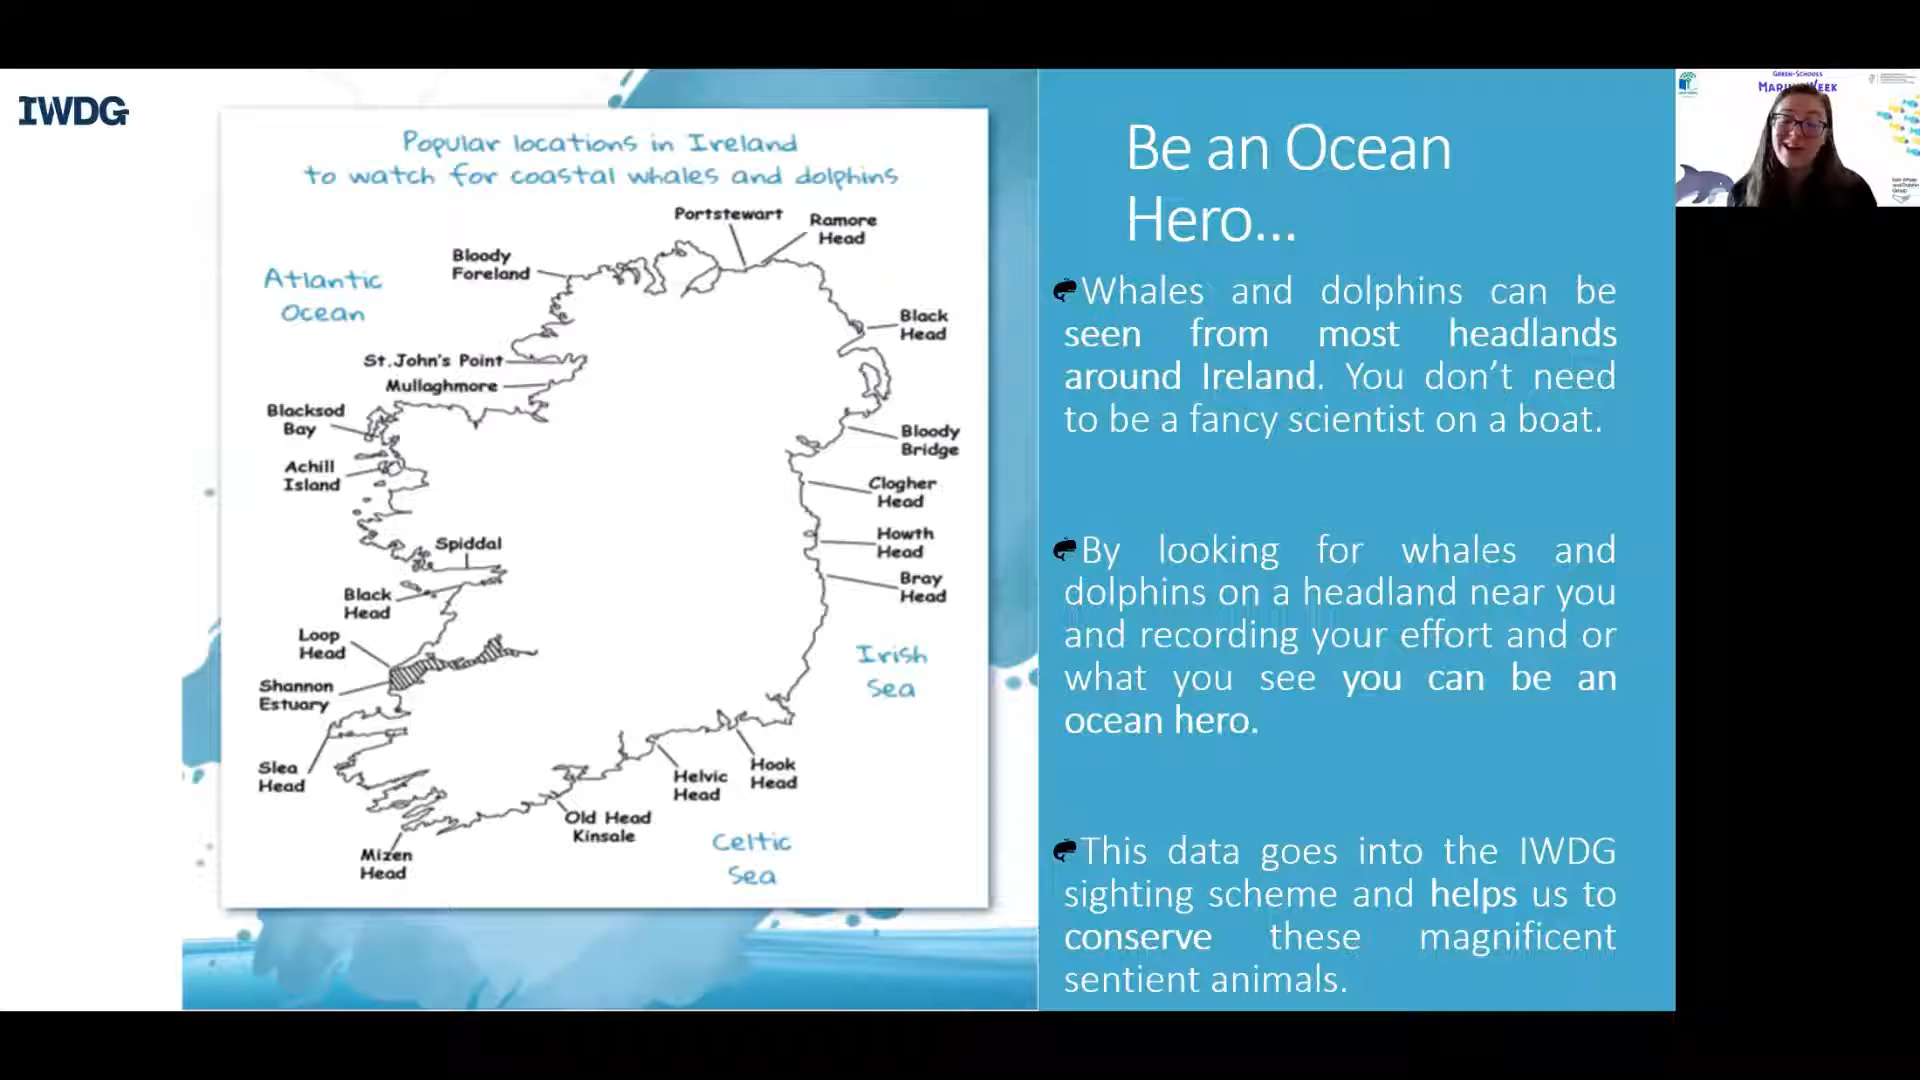 IWDG
Popular locations in Ireland
to watch for coastal whales and dolphins
Portstewart
Ramore
Head
Bloody
Foreland
Atlantic
Ocean
Black
Head
St.John's Point
Mullaghmore
Blacksod
Bay
Bloody
Bridge
Achill
Island
Clogher
Head
Howth
Head
Spiddal
Bray
Head
Black
Head
Loop
Head
Irish
Sea
Shannon
Estuary
Slea
Head
Hook
Head
Helvic
Head
Old Head
Kinsale
Celtic
Sea
Mizen
Head
Be an Ocean
Hero...
Whales and dolphins can be
seen from most headlands
around Ireland. You don't need
to be a fancy scientist on a boat.
By looking for whales and
dolphins on a headland near you
and recording your effort and or
what you see you can be an
ocean hero.
This data goes into the IWDG
sighting scheme and helps us to
conserve these magnificent
sentient animals.
Green-Schools